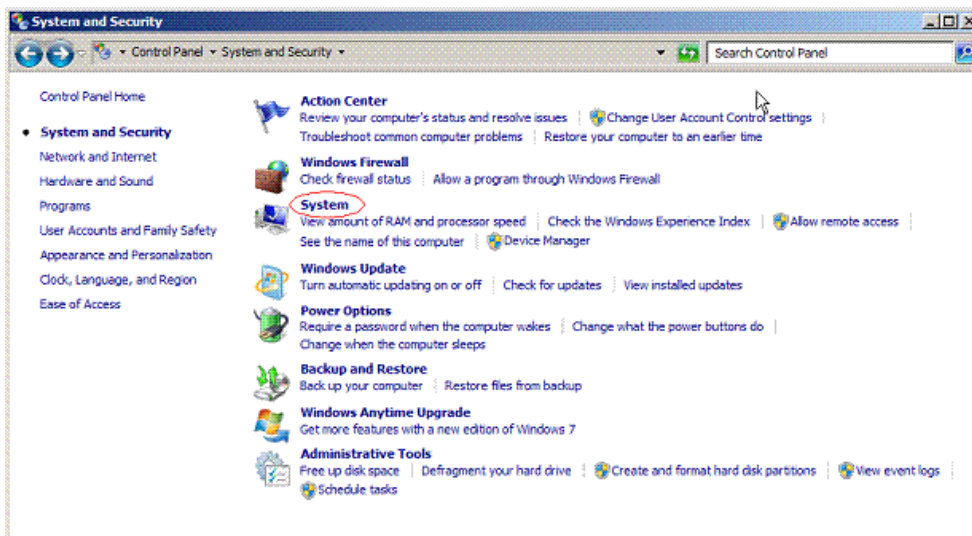 System and Security
Control Panel System and Security Search Control Panel
Control Panel Home
System and Security
Network and Internet
Hardware and Sound
Programs
User Accounts and Family Safety
Appearance and Personalization
Clock, Language, and Region
Ease of Access
Action Center
Review your computer's status and resolve issues Change User Account Control settings
Troubleshoot common computer problems Restore your computer to an earlier time
Windows Firewall
Check firewall status Allow a program through Windows Firewall
System
View amount of RAM and processor speed Check the Windows Experience Index Allow remote access
See the name of this computer Device Manager
Windows Update
Turn automatic updating on or off Check for updates View installed updates
Power Options
Require a password when the computer wakes Change what the power buttons do
Change when the computer sleeps
Backup and Restore
Back up your computer Restore files from backup
Windows Anytime Upgrade
Get more features with a new edition of Windows 7
Administrative Tools
Free up disk space Defragment your hard drive Create and format hard disk partitions View event logs
Schedule tasks